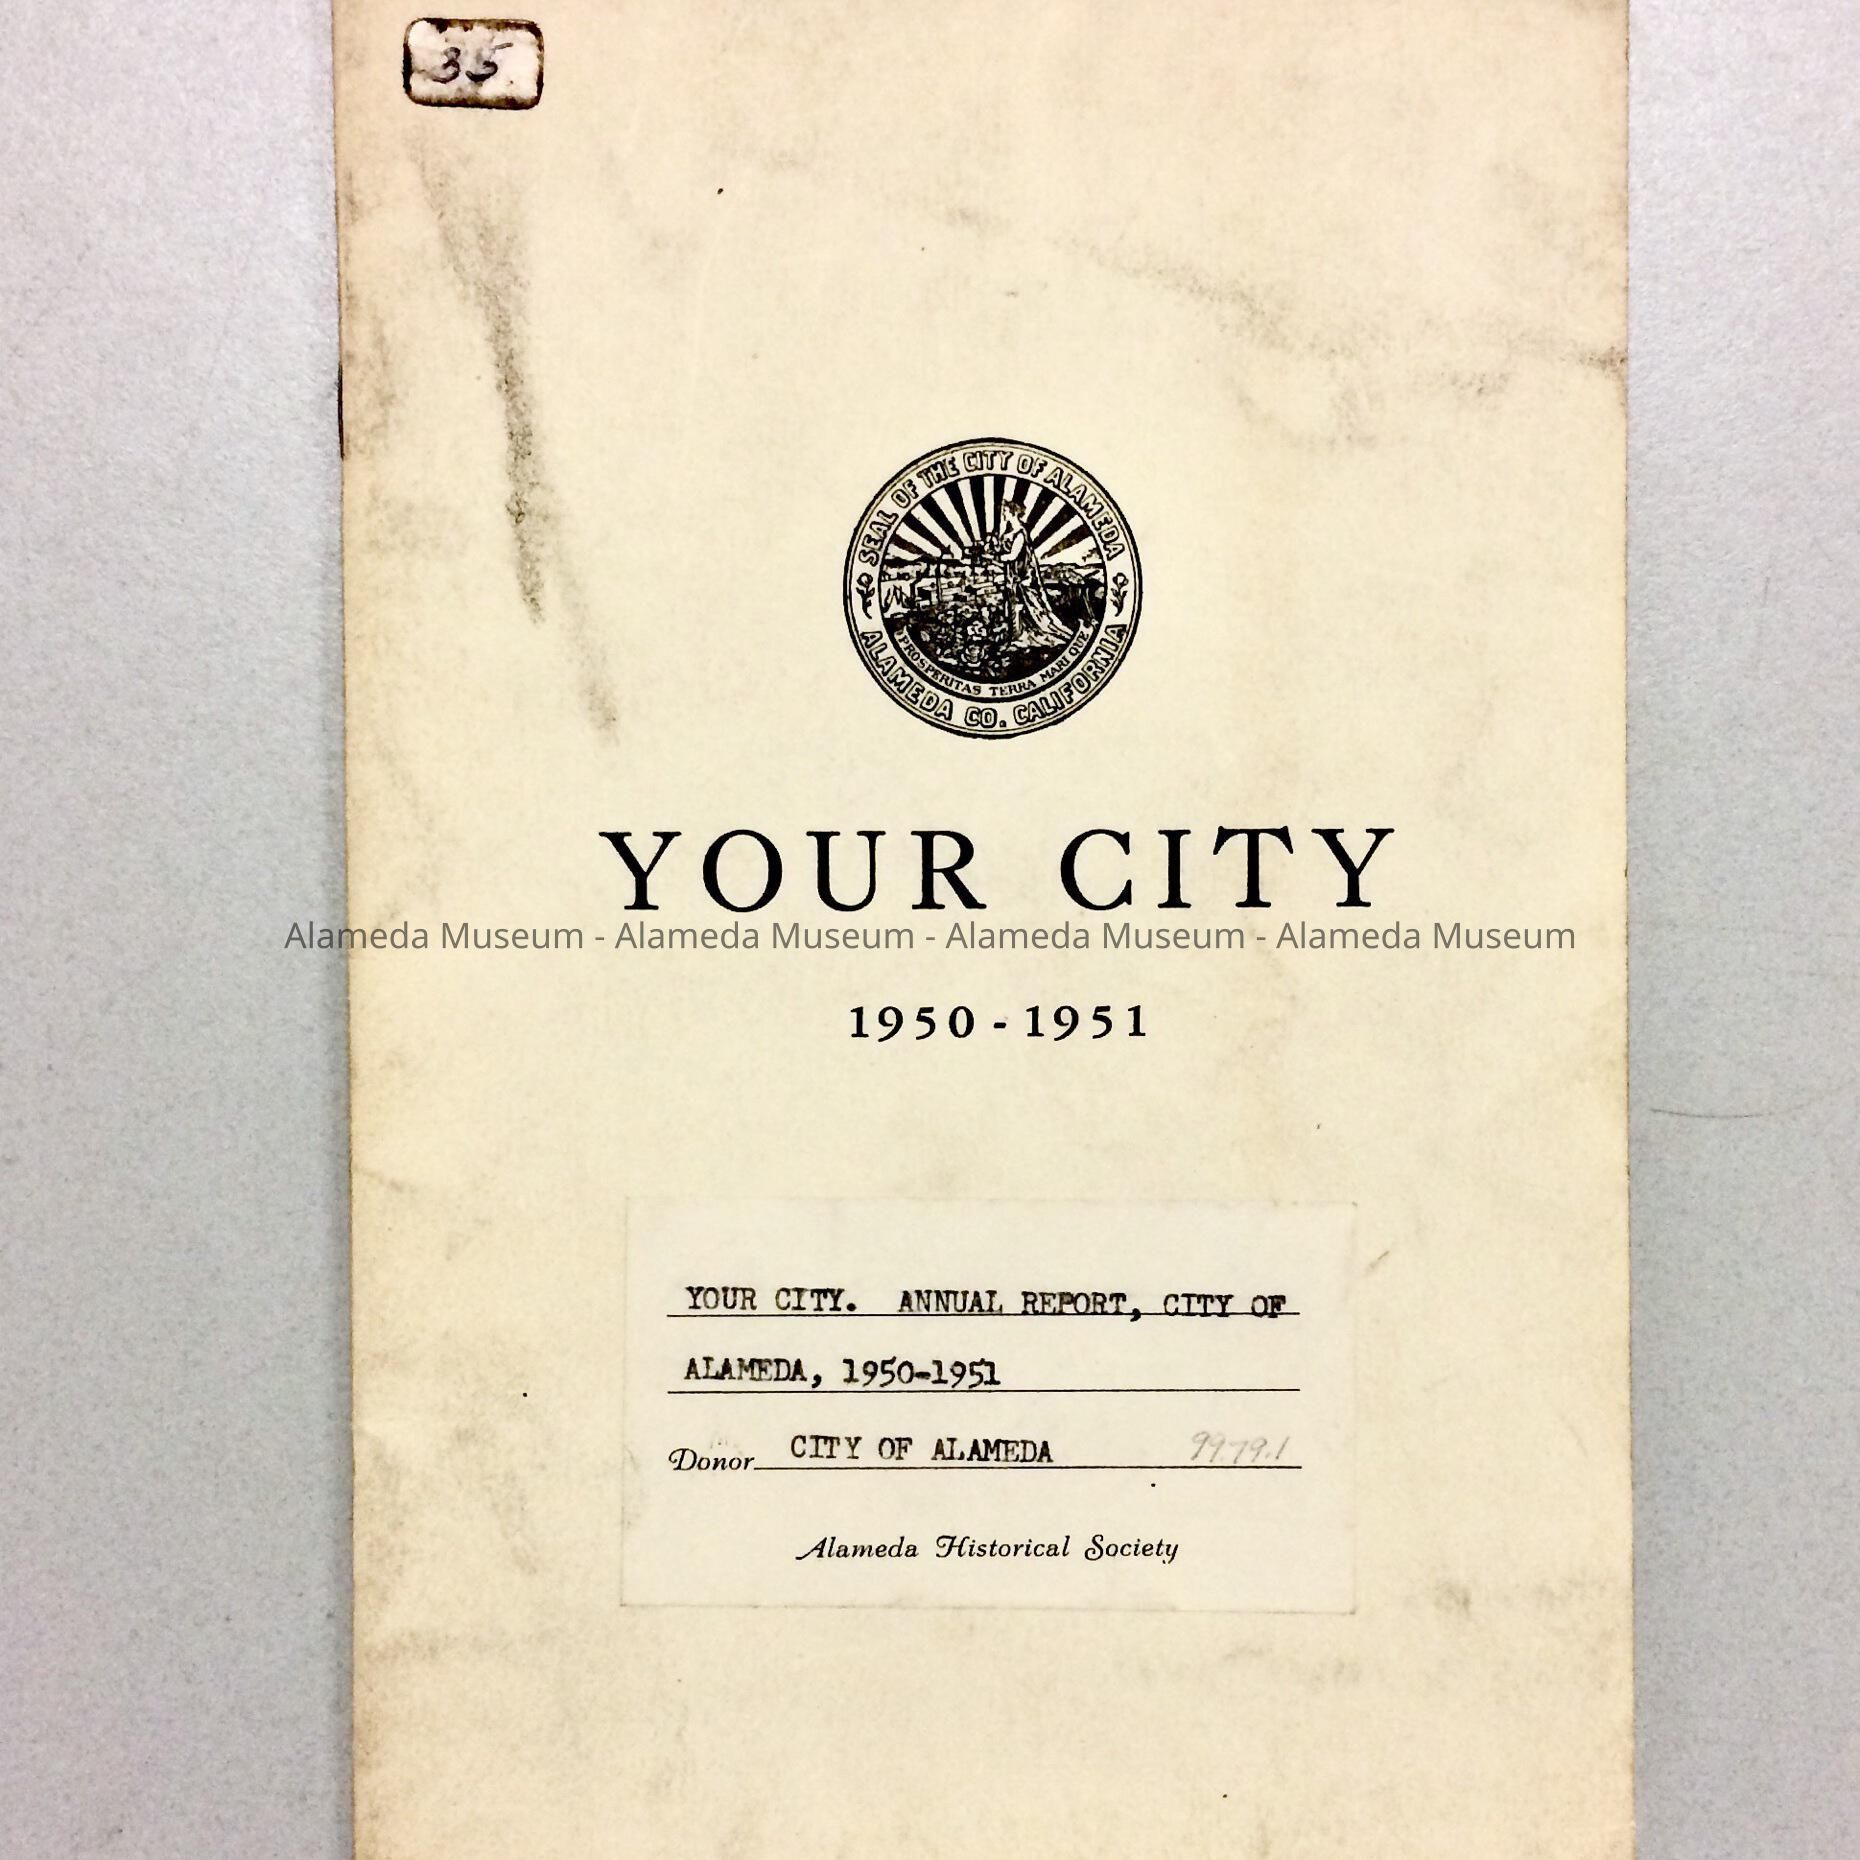 35
SEAL OF THE CITY OF ALAMEDA
PROSPERITAS TERRA MARI QUE
ALAMEDA CO. CALIFORNIA
YOUR CITY
Alameda Museum - Alameda Museum - Alameda Museum - Alameda Museum
1950-1951
YOUR CITY. ANNUAL REPORT, CITY OF
ALAMEDA, 1950-1951
Donor CITY OF ALAMEDA 99.79.1
Alameda Historical Society